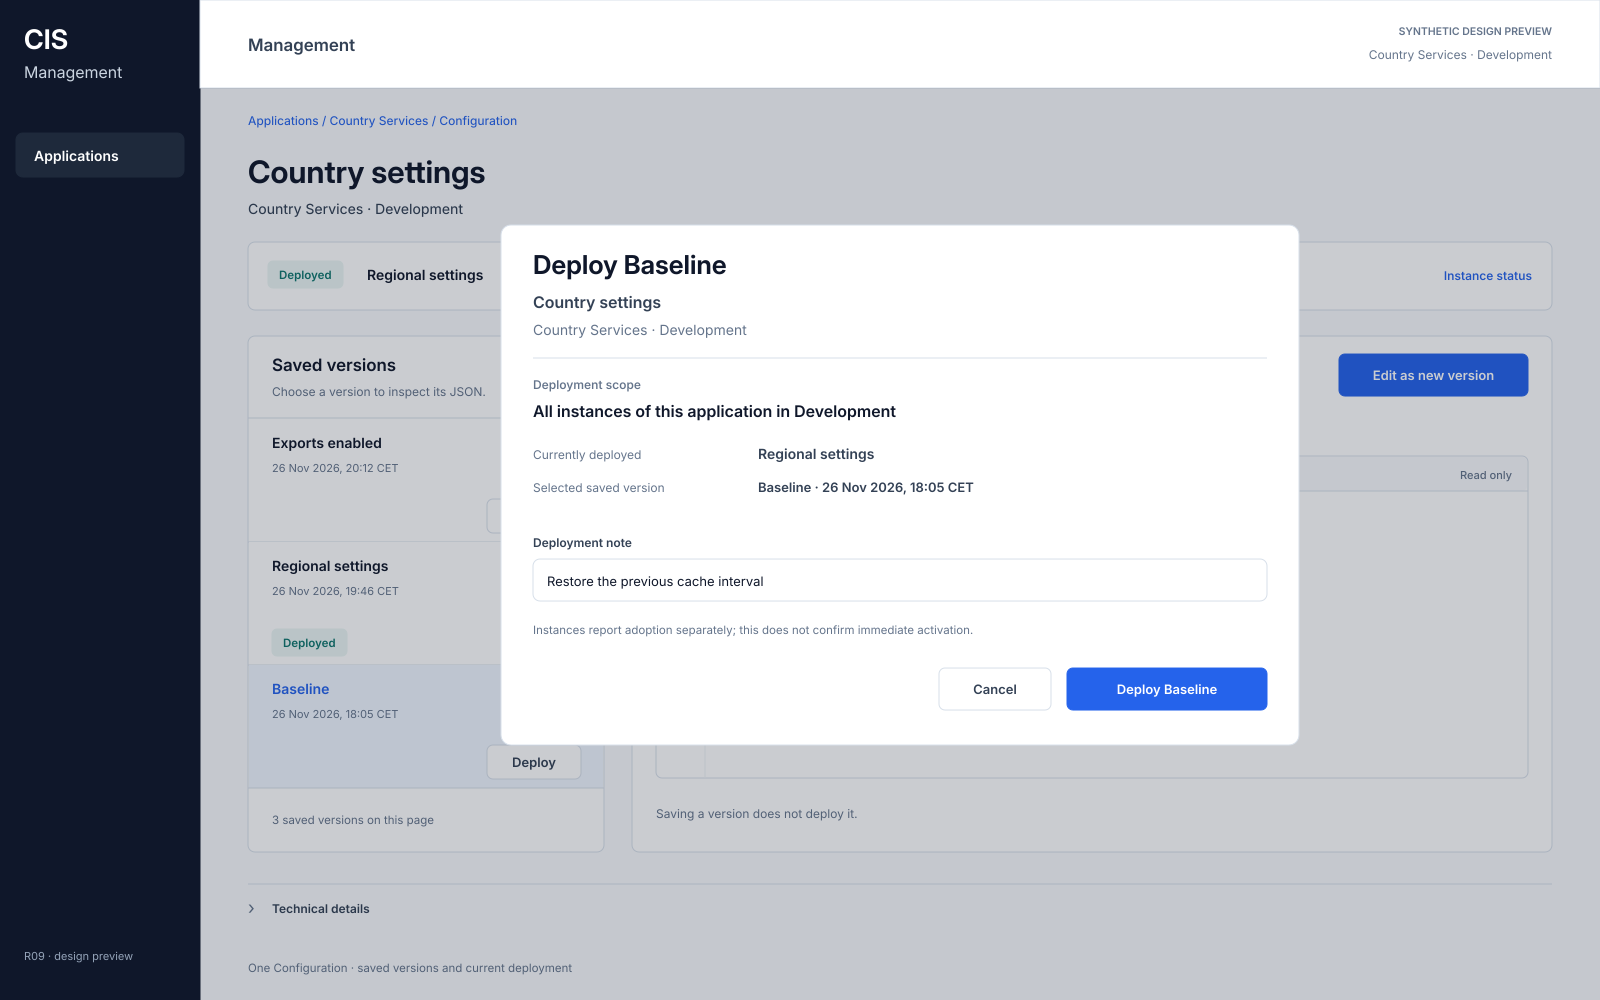 CIS
Management
Applications
R09 · design preview
Management
SYNTHETIC DESIGN PREVIEW
Country Services · Development
Applications / Country Services / Configuration
Country settings
Country Services · Development
Deployed
Regional settings
Instance status
Saved versions
Choose a version to inspect its JSON.
Exports enabled
26 Nov 2026, 20:12 CET
Regional settings
26 Nov 2026, 19:46 CET
Deployed
Baseline
26 Nov 2026, 18:05 CET
Deploy
3 saved versions on this page
Edit as new version
Read only
Saving a version does not deploy it.
Deploy Baseline
Country settings
Country Services · Development
Deployment scope
All instances of this application in Development
Currently deployed
Regional settings
Selected saved version
Baseline · 26 Nov 2026, 18:05 CET
Deployment note
Restore the previous cache interval
Instances report adoption separately; this does not confirm immediate activation.
Cancel
Deploy Baseline
Technical details
One Configuration · saved versions and current deployment